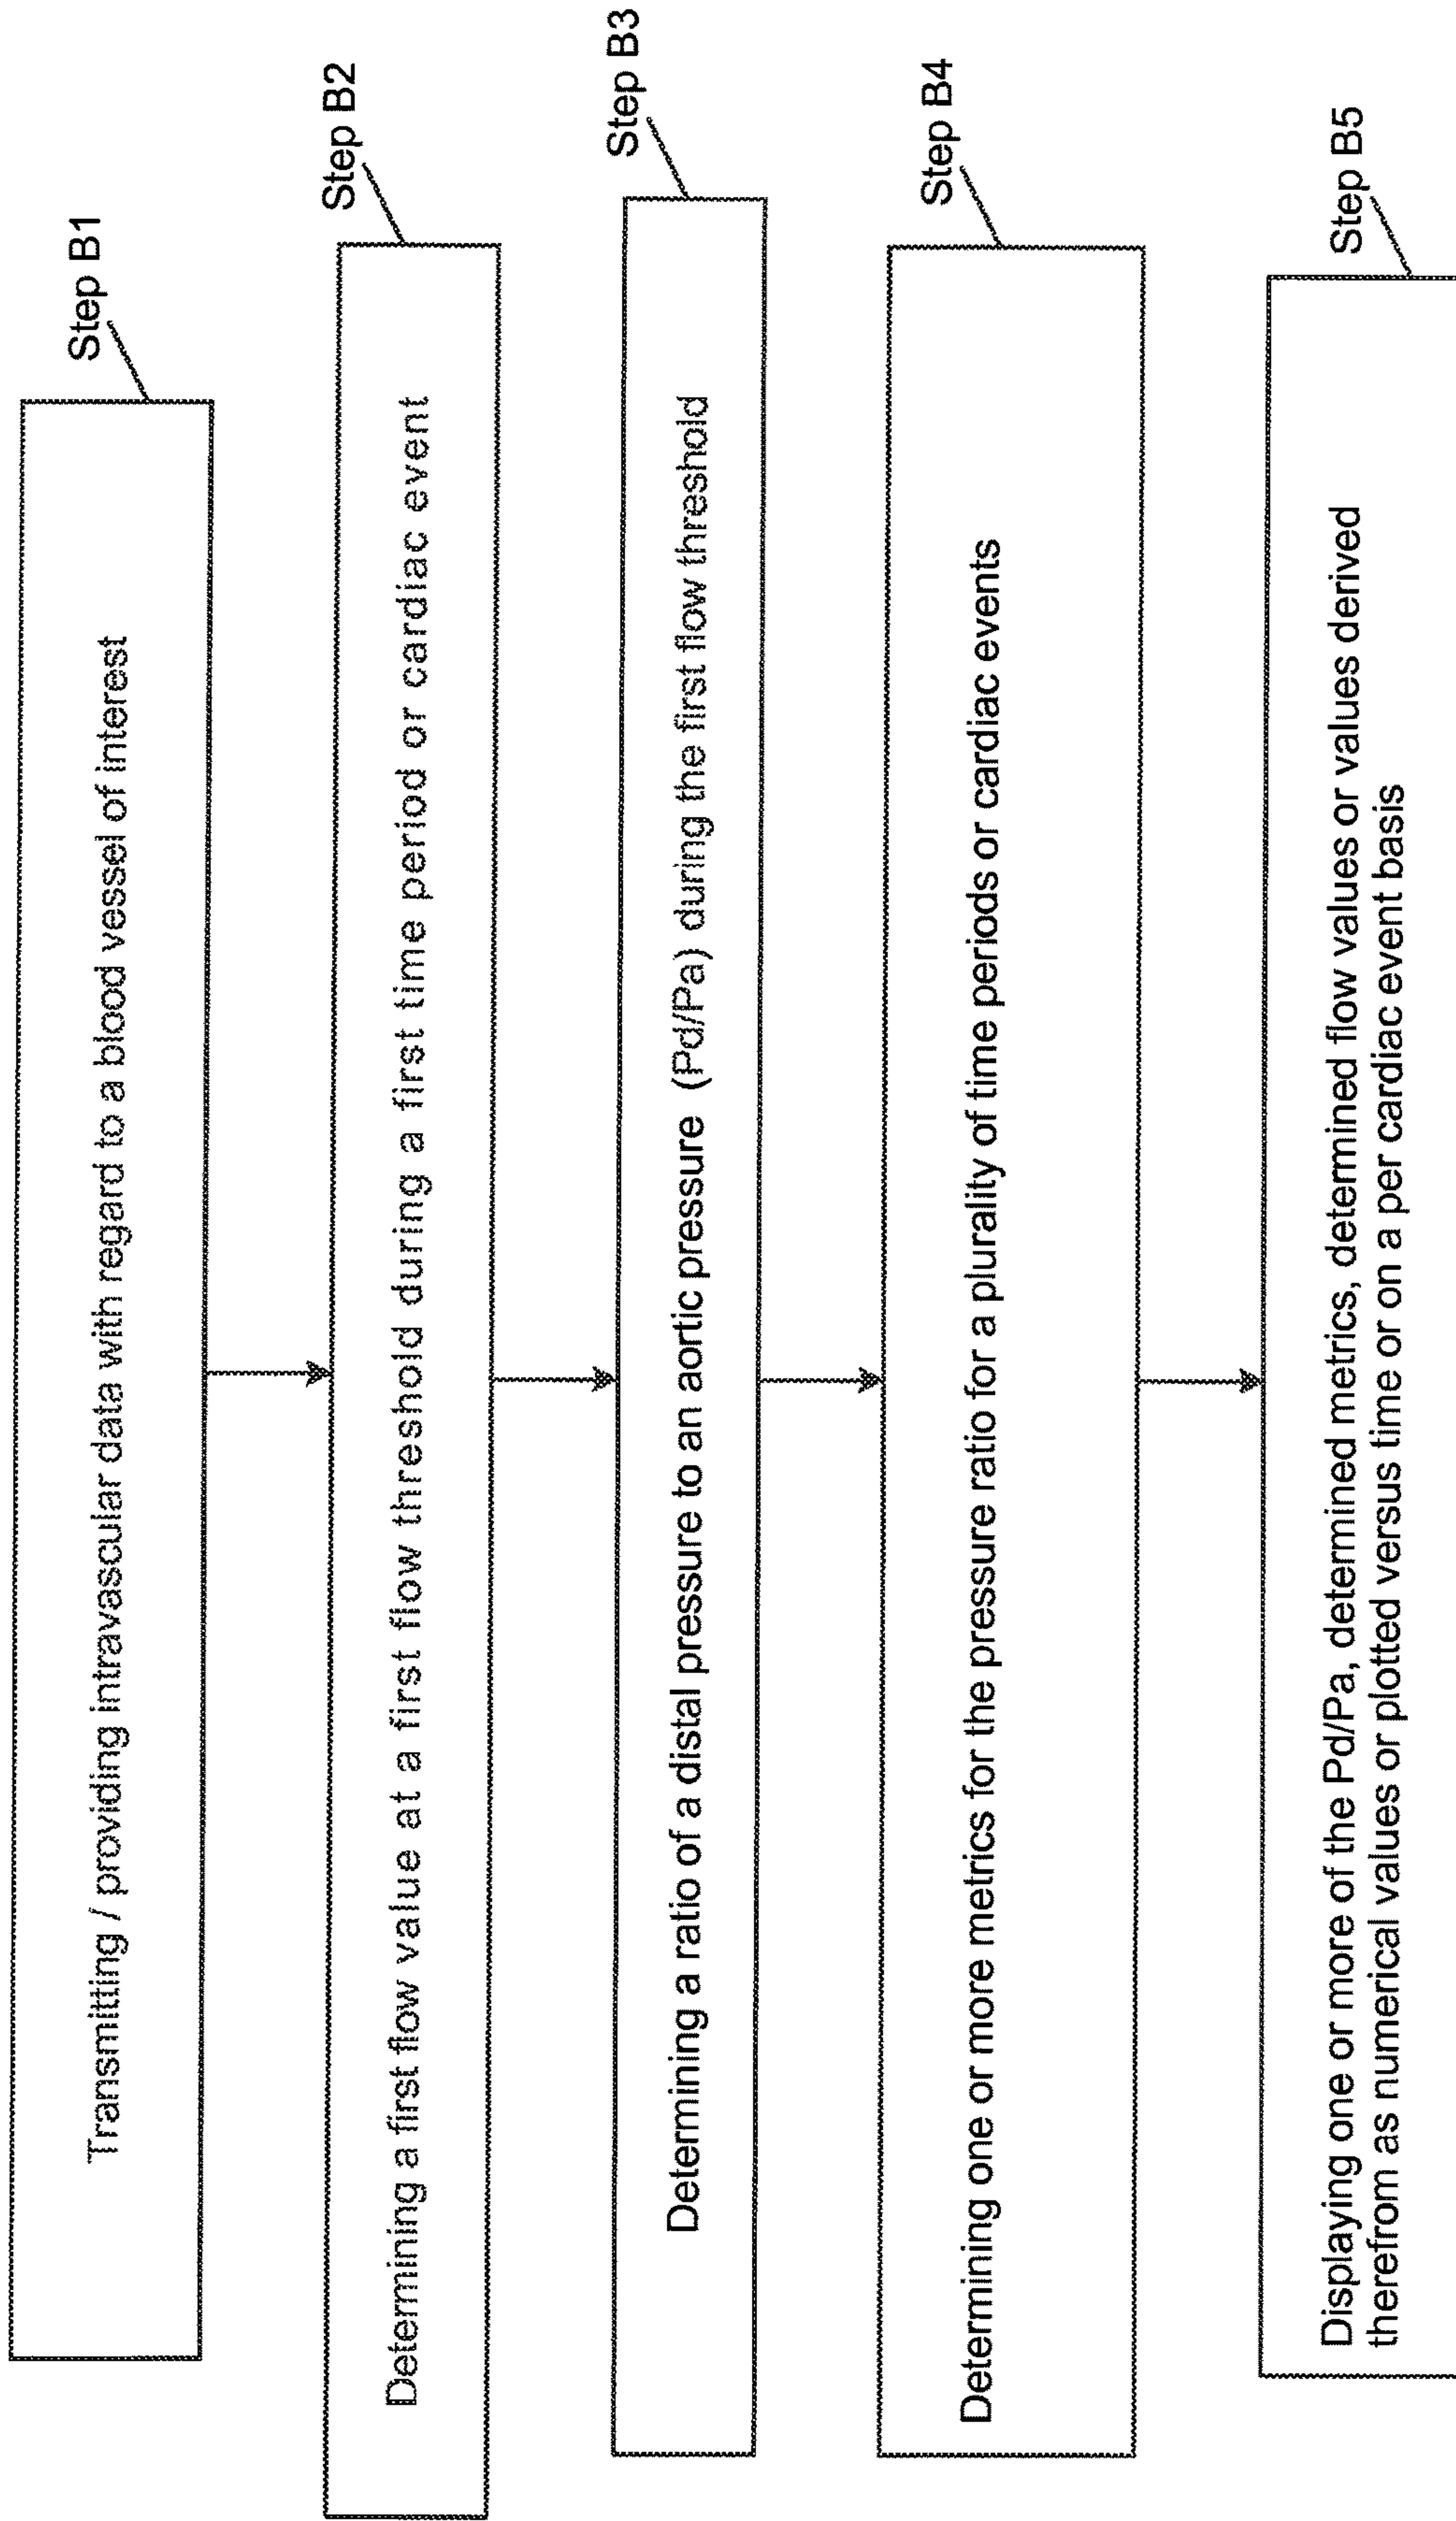 Step B1
Transmitting / providing intravascular data with regard to a blood vessel of interest
Step B2
Determining a first flow value at a first flow threshold during a first time period or cardiac event
Step B3
Determining a ratio of a distal pressure to an aortic pressure (Pd/Pa) during the first flow threshold
Step B4
Determining one or more metrics for the pressure ratio for a plurality of time periods or cardiac events
Step B5
Displaying one or more of the Pd/Pa, determined metrics, determined flow values or values derived
therefrom as numerical values or plotted versus time or on a per cardiac event basis